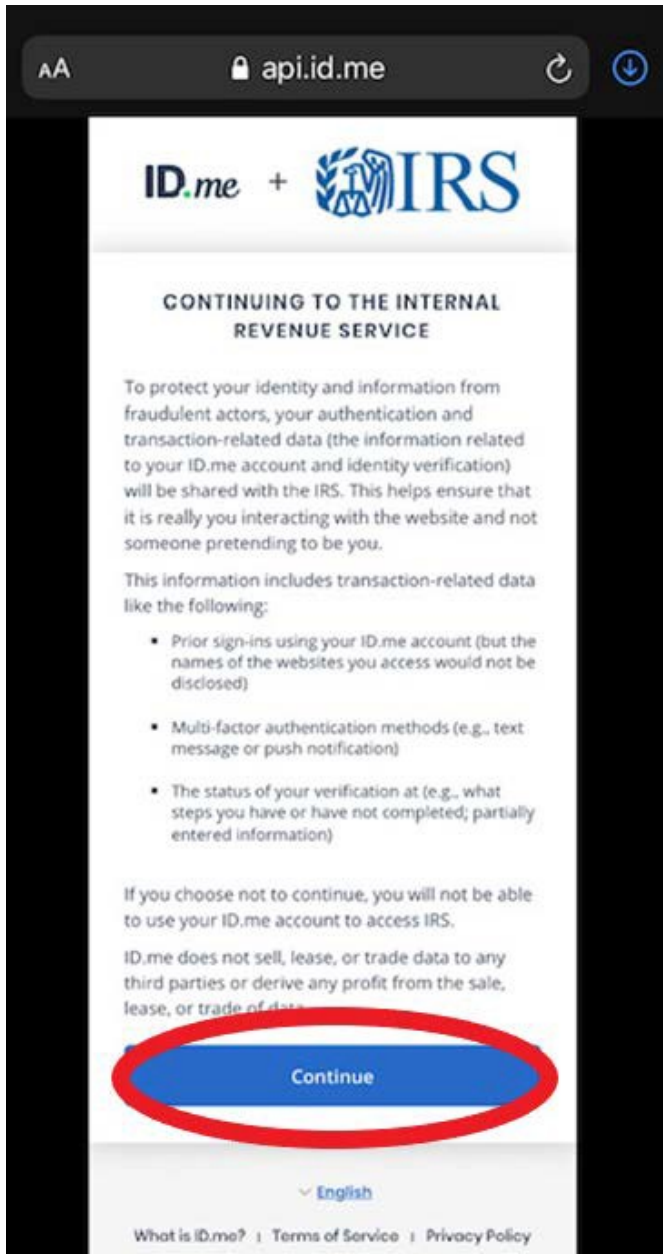 AA api.id.me
ID.me + IRS
CONTINUING TO THE INTERNAL
REVENUE SERVICE
To protect your identity and information from
fraudulent actors, your authentication and
transaction-related data (the information related
to your ID.me account and identity verification)
will be shared with the IRS. This helps ensure that
it is really you interacting with the website and not
someone pretending to be you.
This information includes transaction-related data
like the following:
▪ Prior sign-ins using your ID.me account (but the
names of the websites you access would not be
disclosed)
▪ Multi-factor authentication methods (e.g., text
message or push notification)
▪ The status of your verification at (e.g., what
steps you have or have not completed; partially
entered information)
If you choose not to continue, you will not be able
to use your ID.me account to access IRS.
ID.me does not sell, lease, or trade data to any
third parties or derive any profit from the sale,
lease, or trade of data
Continue
English
What is ID.me? | Terms of Service | Privacy Policy